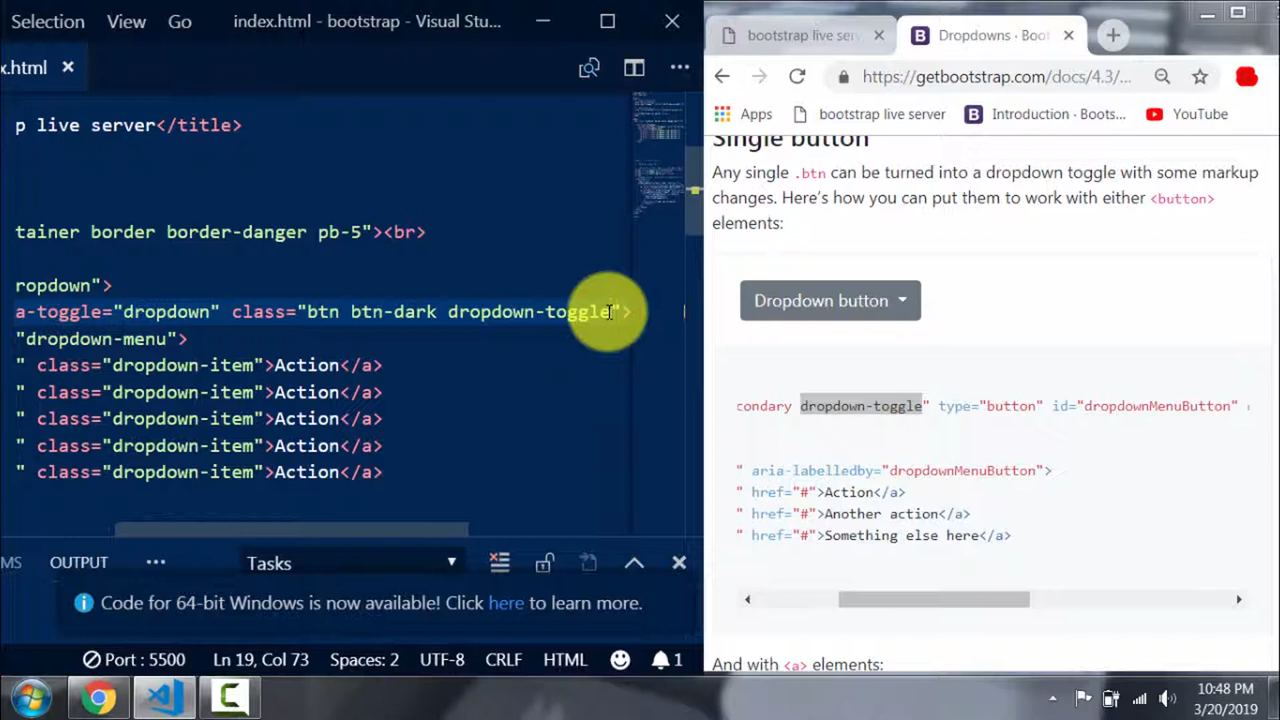 Selection View Go index.html - bootstrap - Visual Stu...
x.html
p live server</title>
tainer border border-danger pb-5"><br>
ropdown">
a-toggle="dropdown" class="btn btn-dark dropdown-toggle">
"dropdown-menu">
" class="dropdown-item">Action</a>
" class="dropdown-item">Action</a>
" class="dropdown-item">Action</a>
" class="dropdown-item">Action</a>
" class="dropdown-item">Action</a>
MS OUTPUT ... Tasks
Code for 64-bit Windows is now available! Click here to learn more.
Port : 5500 Ln 19, Col 73 Spaces: 2 UTF-8 CRLF HTML 1
bootstrap live serv
Dropdowns · Boot
https://getbootstrap.com/docs/4.3/...
Apps bootstrap live server Introduction · Boots... YouTube
Single button
Any single .btn can be turned into a dropdown toggle with some markup
changes. Here's how you can put them to work with either <button>
elements:
Dropdown button
condary dropdown-toggle" type="button" id="dropdownMenuButton"
" aria-labelledby="dropdownMenuButton">
" href="#">Action</a>
" href="#">Another action</a>
" href="#">Something else here</a>
And with <a> elements:
10:48 PM
3/20/2019